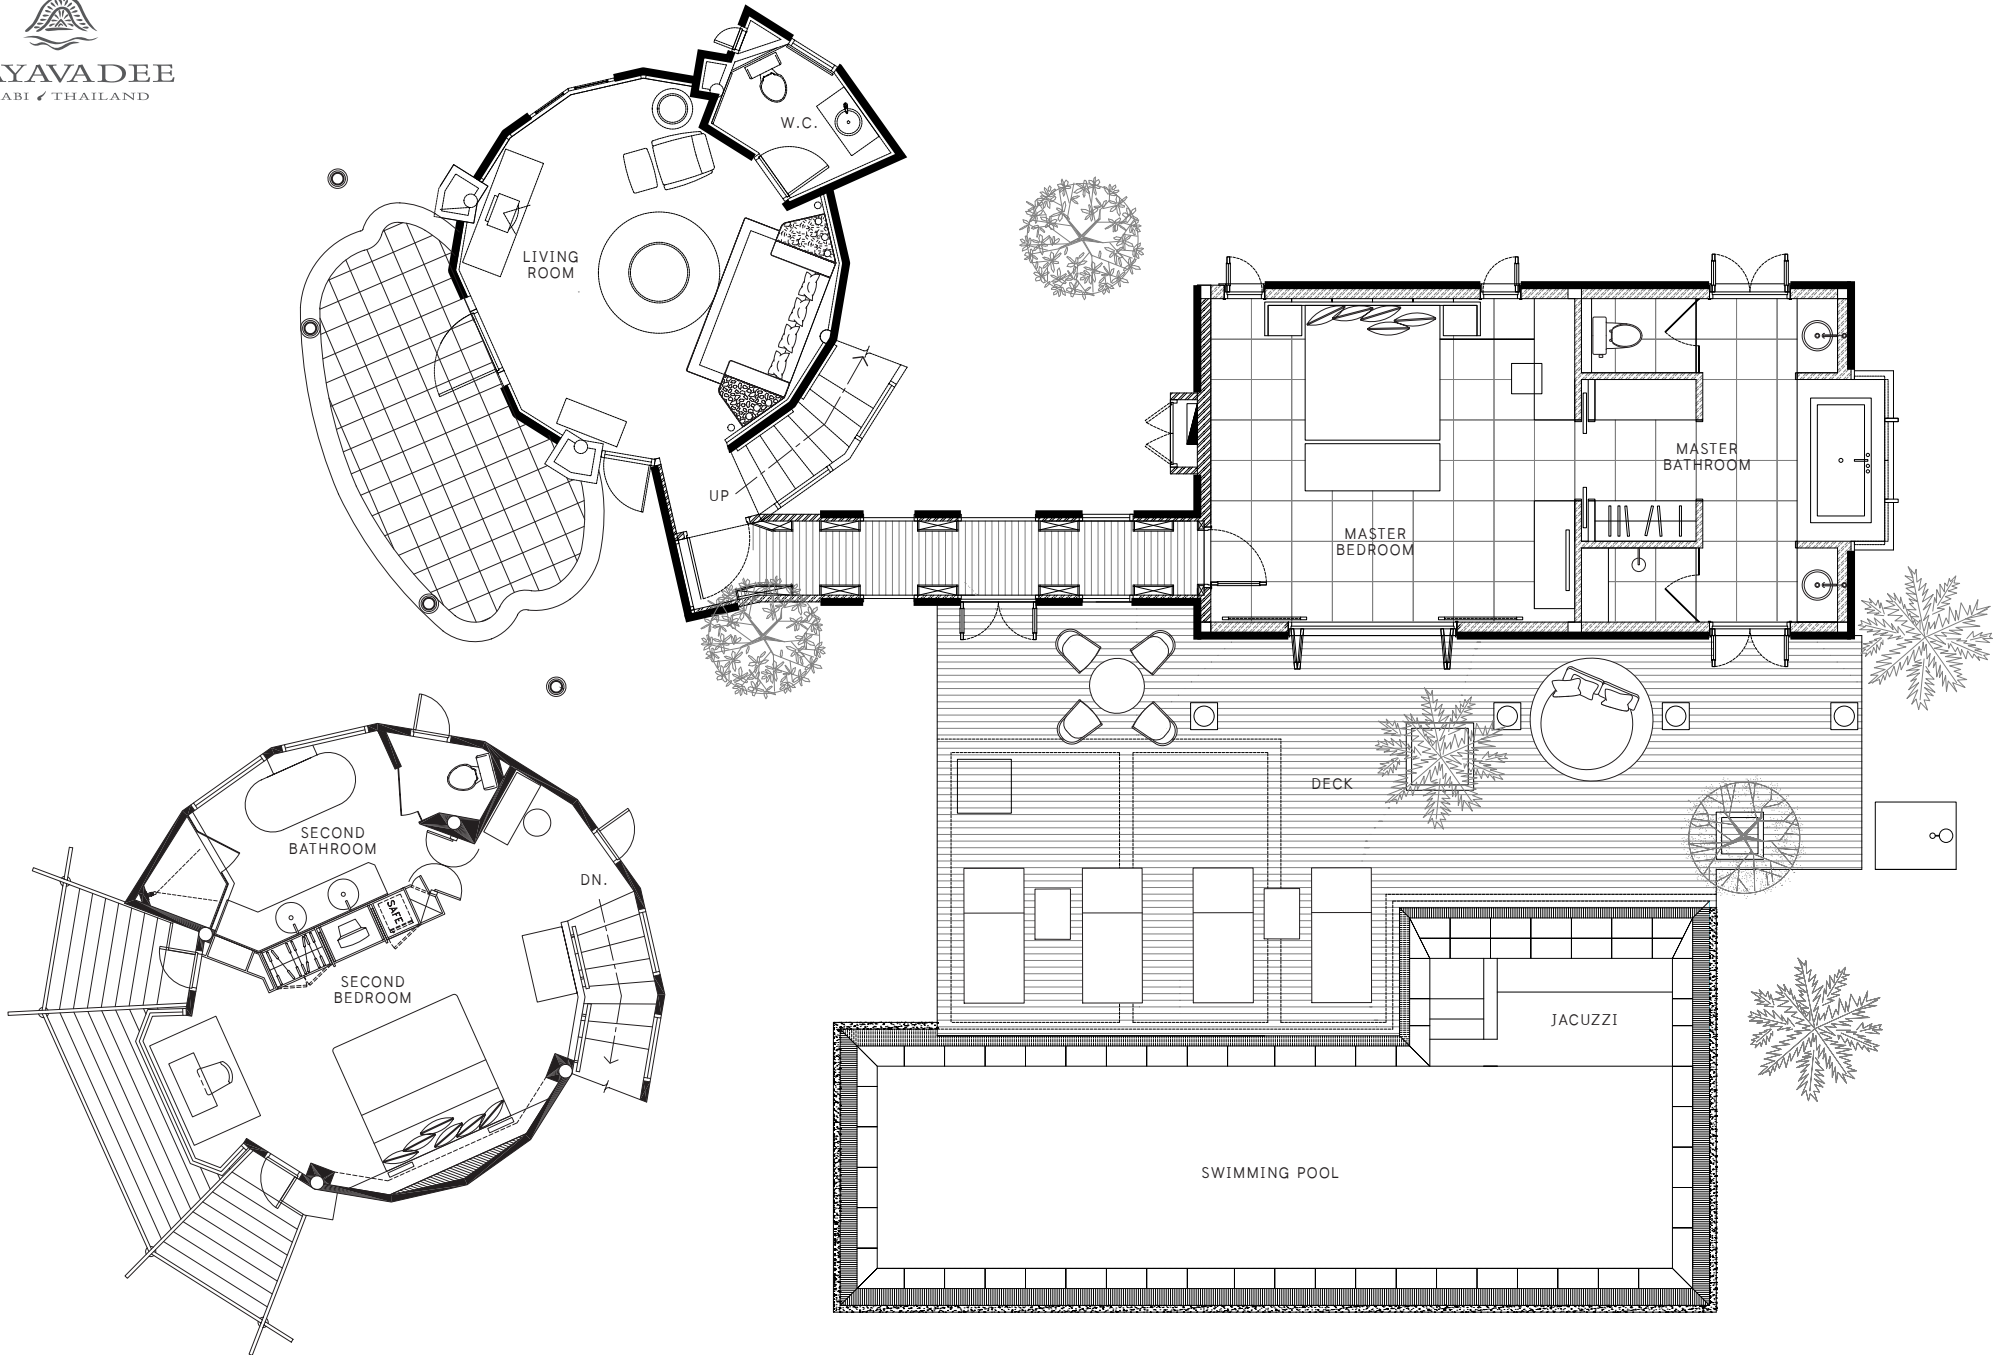 AYAVADEE
ABI THAILAND
W.C.
LIVING
ROOM
UP
MASTER
BATHROOM
MASTER
BEDROOM
DECK
SECOND
BATHROOM
DN.
SAFE
SECOND
BEDROOM
JACUZZI
SWIMMING POOL